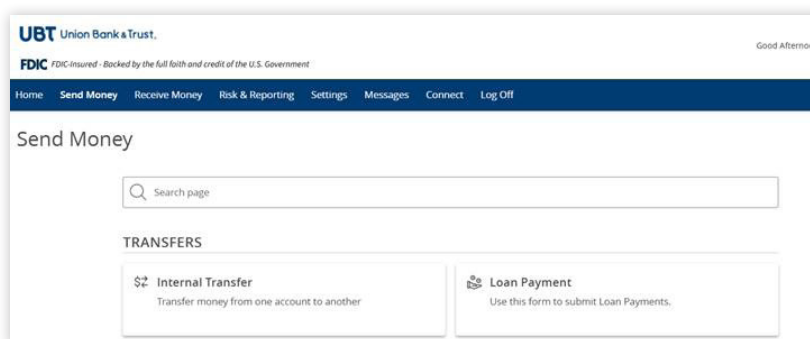 UBT Union Bank & Trust.
Good Afterno
FDIC FDIC-Insured - Backed by the full faith and credit of the U.S. Government
Home Send Money Receive Money Risk & Reporting Settings Messages Connect Log Off
Send Money
Search page
TRANSFERS
Internal Transfer
Transfer money from one account to another
Loan Payment
Use this form to submit Loan Payments.